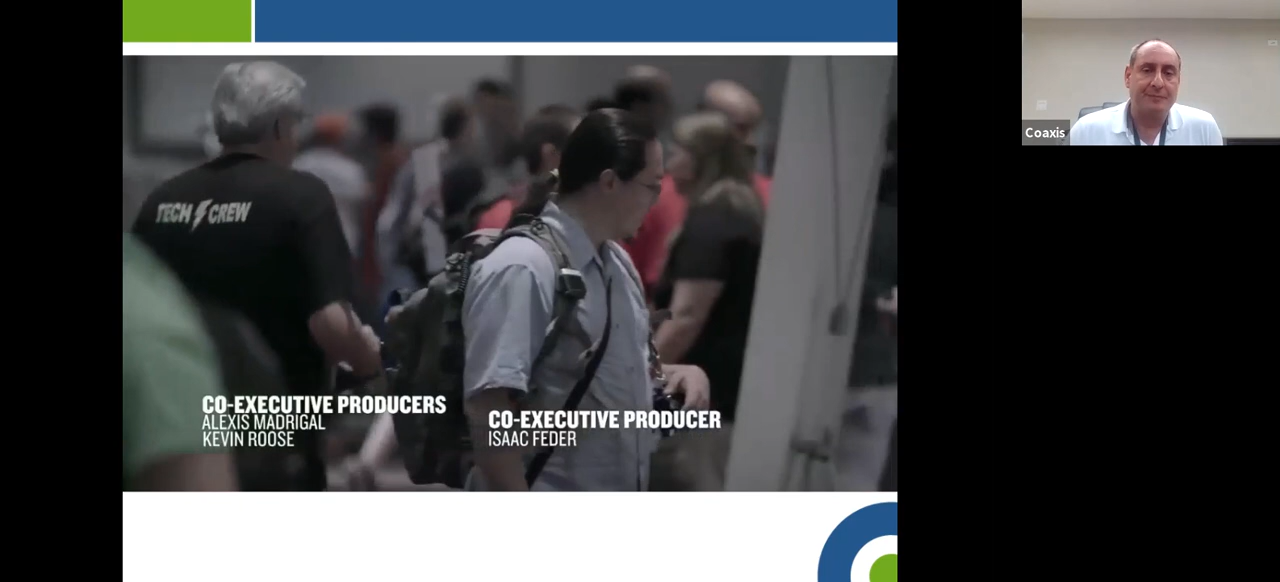 TECH CREW
CO-EXECUTIVE PRODUCERS
ALEXIS MADRIGAL
KEVIN ROOSE
CO-EXECUTIVE PRODUCER
ISAAC FEDER
Coaxis